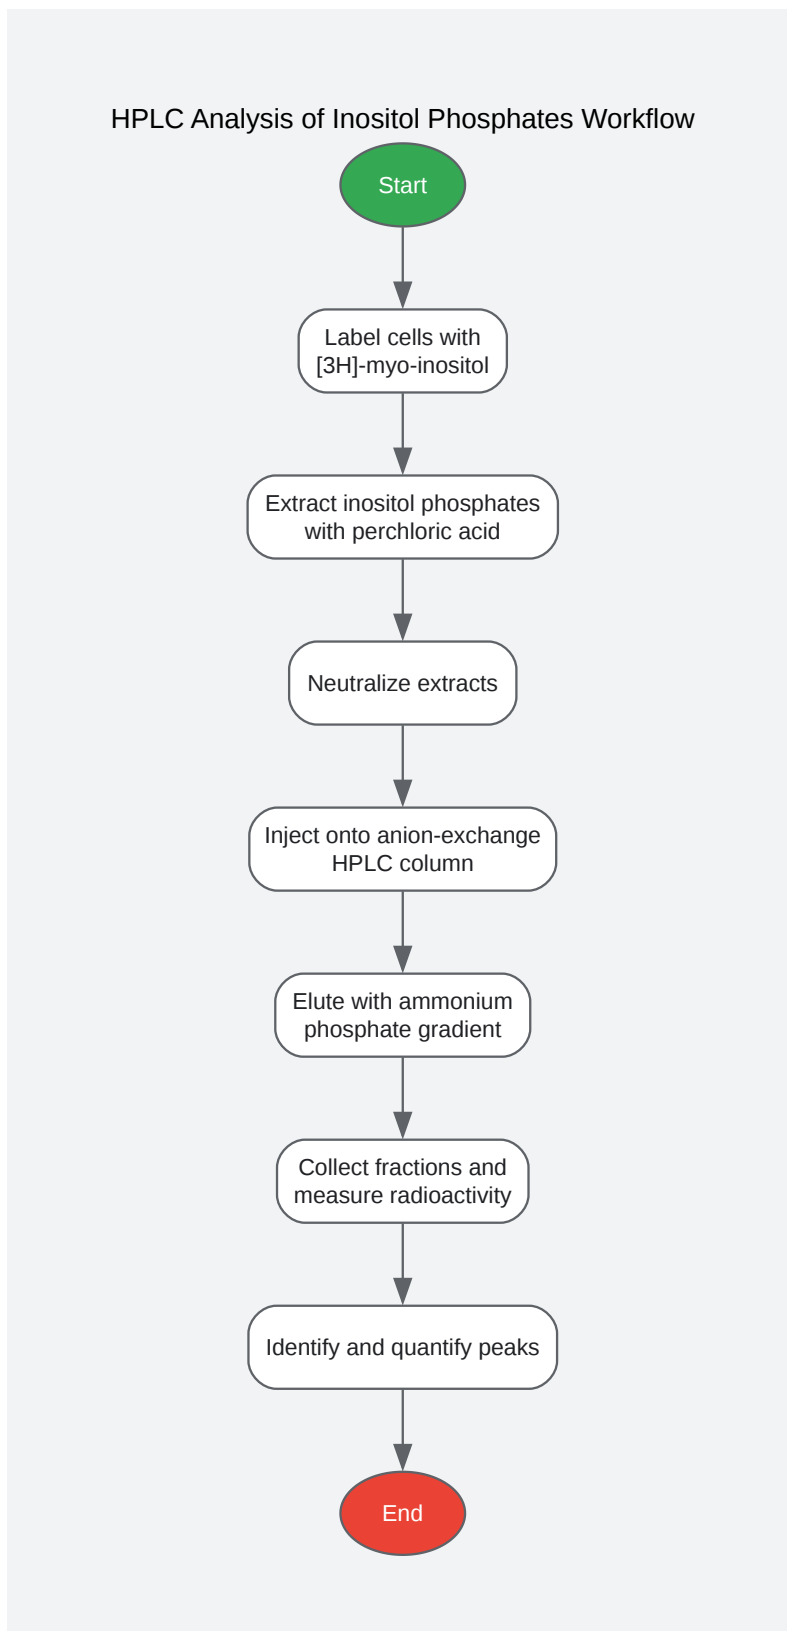 HPLC Analysis of Inositol Phosphates Workflow
Start
Label cells with
[3H]-myo-inositol
Extract inositol phosphates
with perchloric acid
Neutralize extracts
Inject onto anion-exchange
HPLC column
Elute with ammonium
phosphate gradient
Collect fractions and
measure radioactivity
Identify and quantify peaks
End